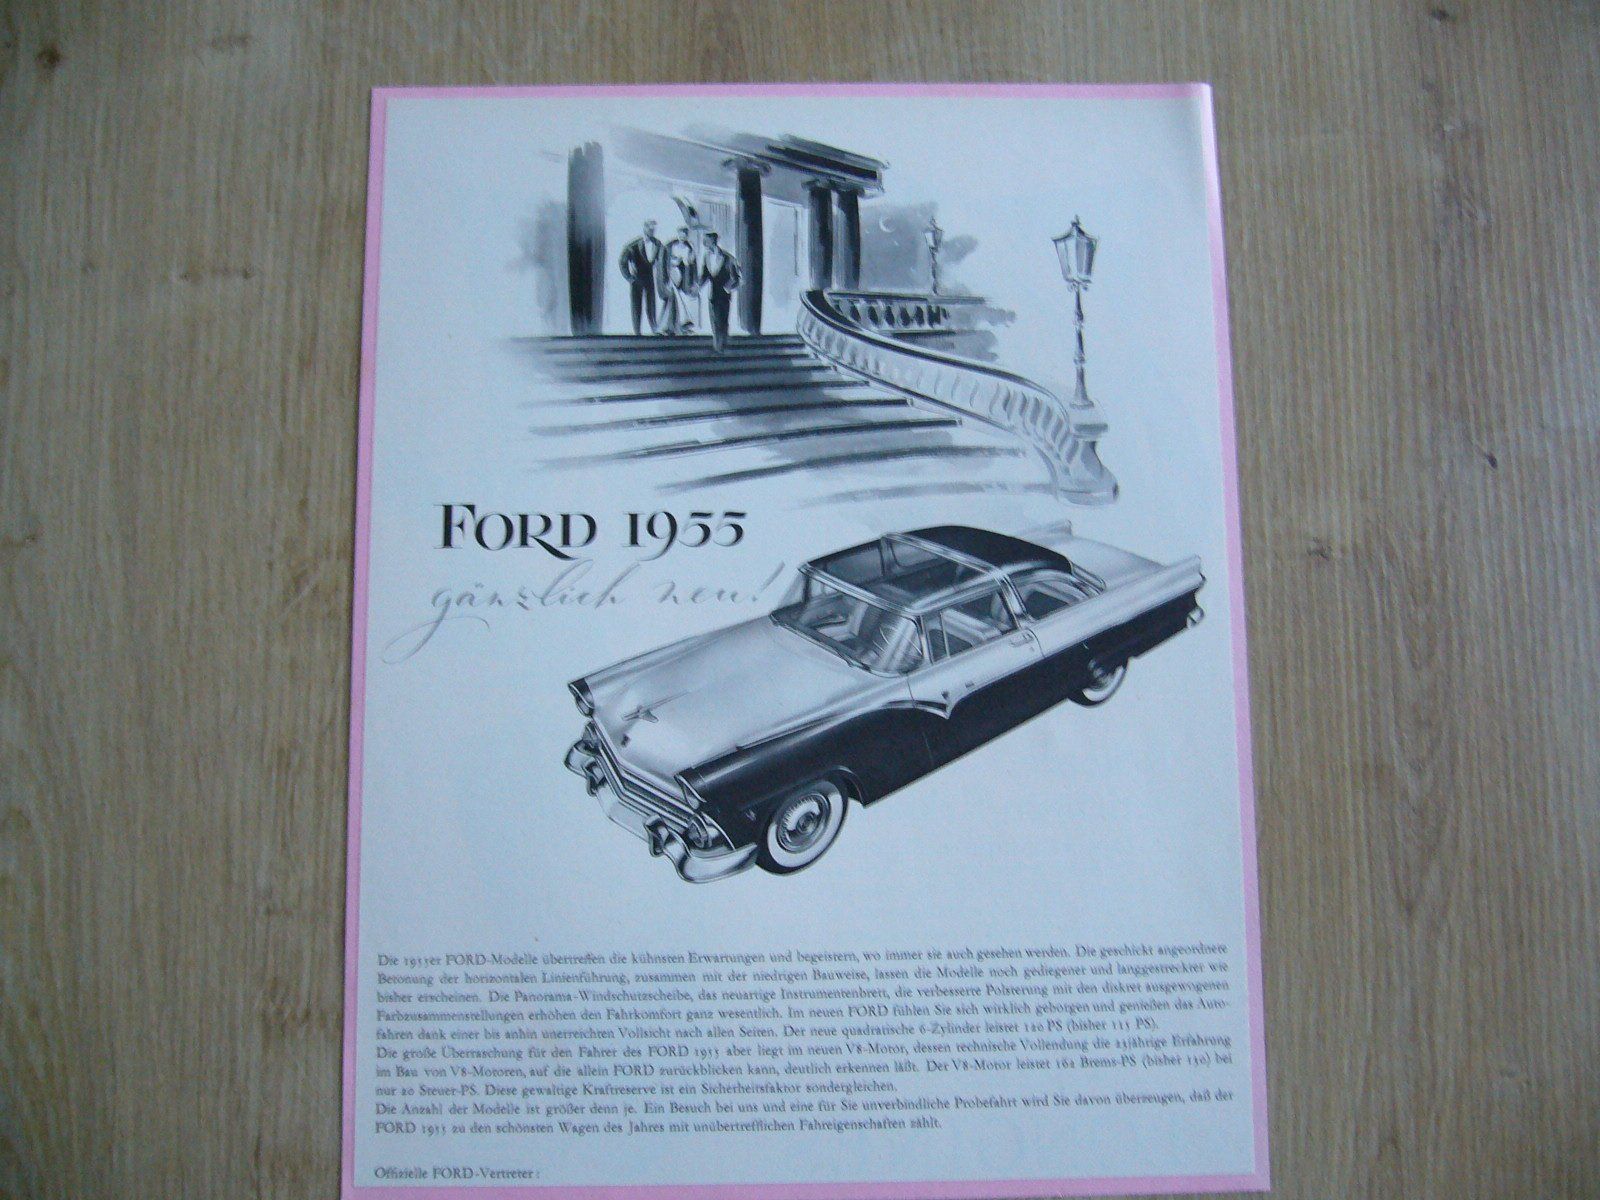 FORD 1955
gänzlich neu!
Die 1955er FORD-Modelle übertreffen die kühnsten Erwartungen und begeistern, wo immer sie auch gesehen werden. Die geschickt angeordnete
Betonung der horizontalen Linienführung, zusammen mit der niedrigen Bauweise, lassen die Modelle noch gediegener und langgestreckter wie
bisher erscheinen. Die Panorama-Windschutzscheibe, das neuartige Instrumentenbrett, die verbesserte Polsterung mit den diskret ausgewogenen
Farbzusammenstellungen erhöhen den Fahrkomfort ganz wesentlich. Im neuen FORD fühlen Sie sich wirklich geborgen und genießen das Auto-
fahren dank einer bis anhin unerreichten Vollsicht nach allen Seiten. Der neue quadratische 6-Zylinder leistet 120 PS (bisher 115 PS).
Die große Überraschung für den Fahrer des FORD 1955 aber liegt im neuen V8-Motor, dessen technische Vollendung die 23jährige Erfahrung
im Bau von V8-Motoren, auf die allein FORD zurückblicken kann, deutlich erkennen läßt. Der V8-Motor leistet 162 Brems-PS (bisher 130) bei
nur 20 Steuer-PS. Diese gewaltige Kraftreserve ist ein Sicherheitsfaktor sondergleichen.
Die Anzahl der Modelle ist größer denn je. Ein Besuch bei uns und eine für Sie unverbindliche Probefahrt wird Sie davon überzeugen, daß der
FORD 1955 zu den schönsten Wagen des Jahres mit unübertrefflichen Fahreigenschaften zählt.
Offizielle FORD-Vertreter: